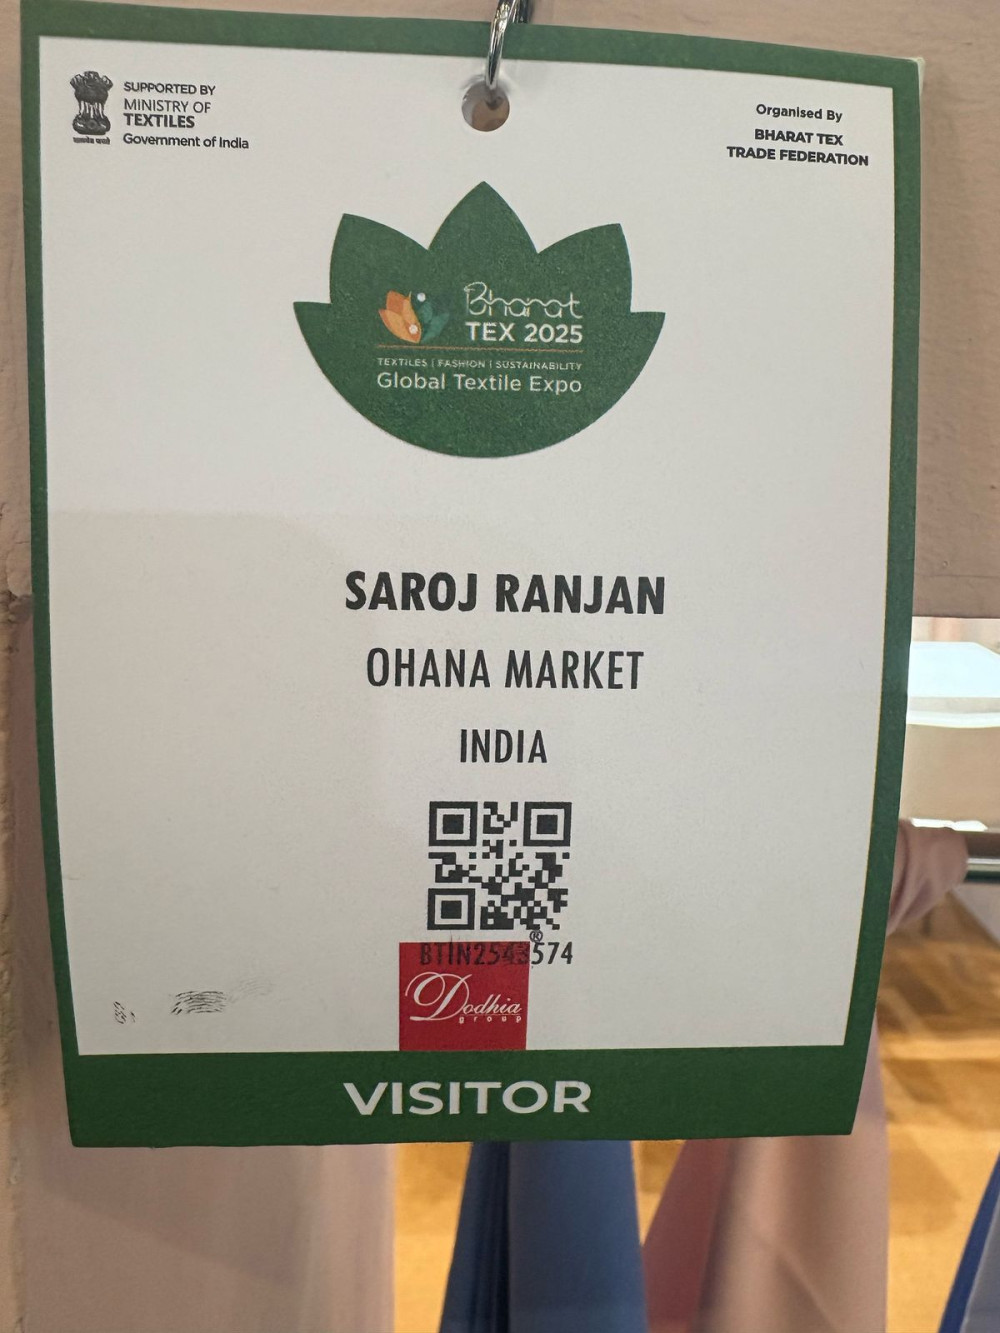 SUPPORTED BY
MINISTRY OF
TEXTILES
Government of India
Organised By
BHARAT TEX
TRADE FEDERATION
Bharat
TEX 2025
TEXTILES | FASHION | SUSTAINABILITY
Global Textile Expo
SAROJ RANJAN
OHANA MARKET
INDIA
BTIN2543574
®
Dodhia
group
VISITOR